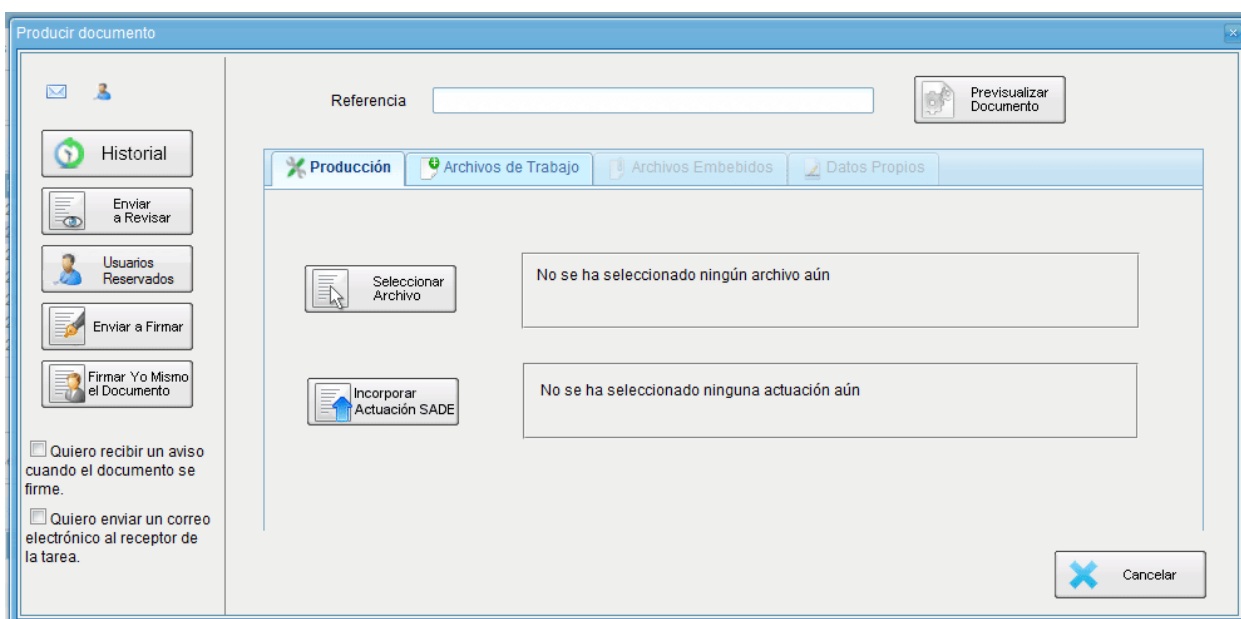 Producir documento
Historial
Enviar
a Revisar
Usuarios
Reservados
Enviar a Firmar
Firmar Yo Mismo
el Documento
Quiero recibir un aviso
cuando el documento se
firme.
Quiero enviar un correo
electrónico al receptor de
la tarea.
Referencia
Previsualizar
Documento
Producción
Archivos de Trabajo
Archivos Embebidos
Datos Propios
Seleccionar
Archivo
No se ha seleccionado ningún archivo aún
Incorporar
Actuación SADE
No se ha seleccionado ninguna actuación aún
Cancelar